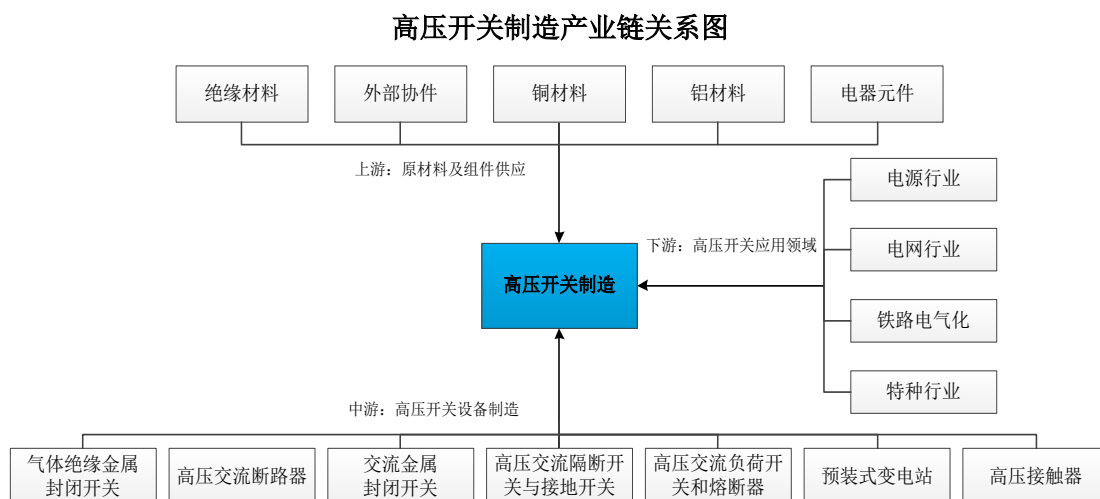 高压开关制造产业链关系图
绝缘材料
外部协件
铜材料
铝材料
电器元件
上游：原材料及组件供应
电源行业
下游：高压开关应用领域
电网行业
高压开关制造
铁路电气化
特种行业
中游：高压开关设备制造
气体绝缘金属
封闭开关
高压交流断路器
交流金属
封闭开关
高压交流隔断开
关与接地开关
高压交流负荷开
关和熔断器
预装式变电站
高压接触器